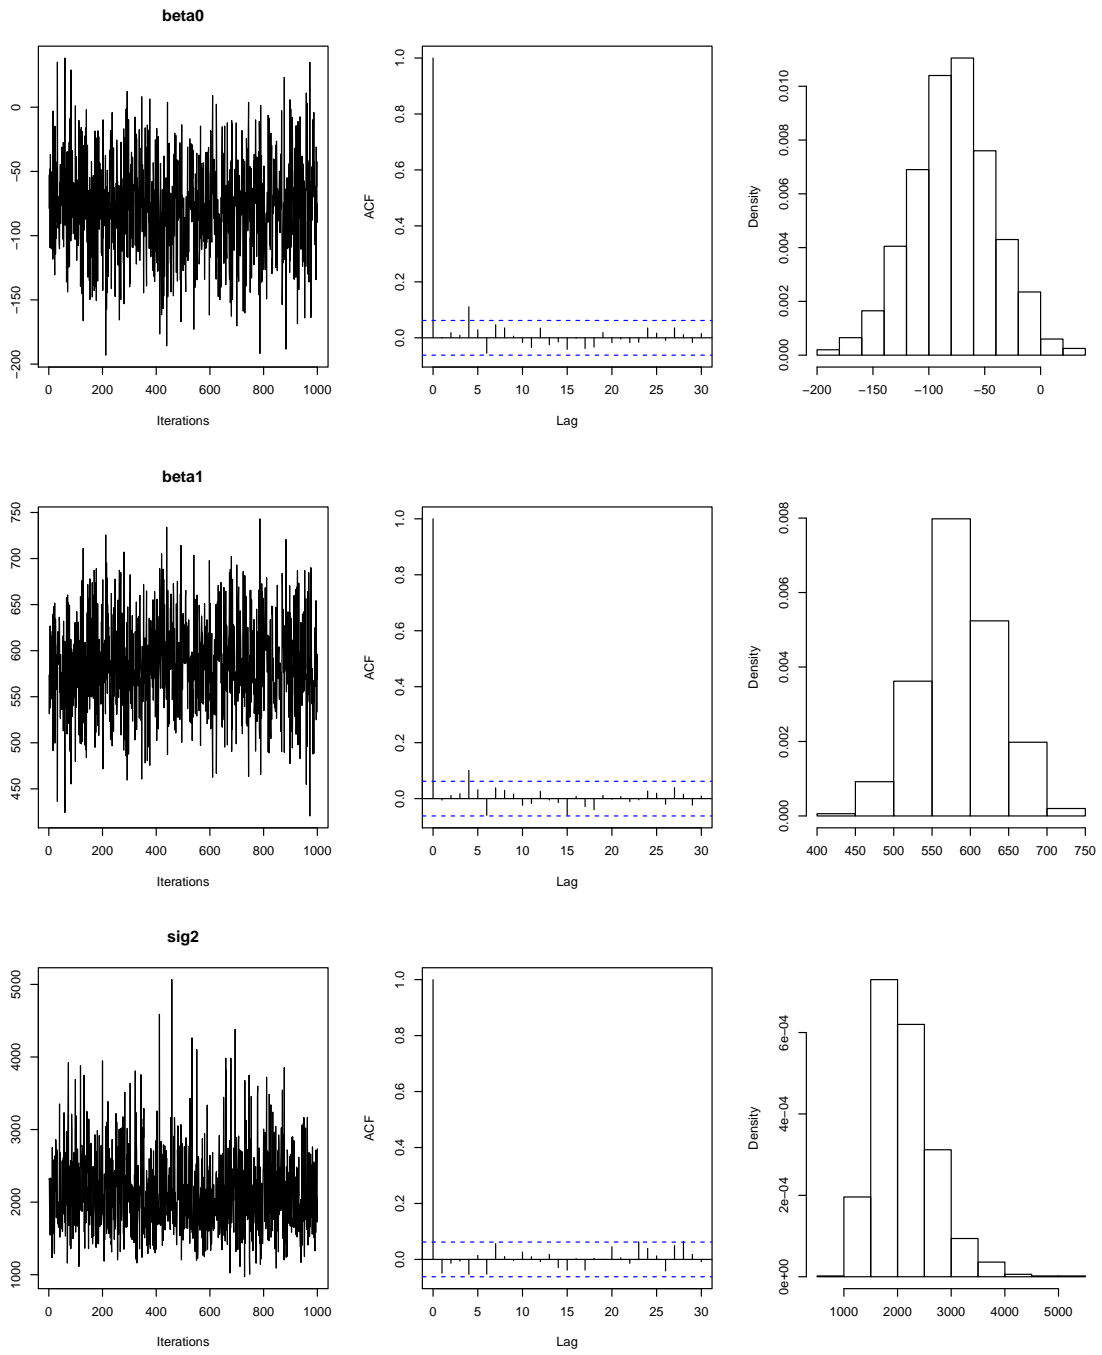 beta0
0
−50
−100
−150
−200
0 200 400 600 800 1000
Iterations
1.0
0.8
0.6
0.4
0.2
0.0
ACF
0 5 10 15 20 25 30
Lag
0.010
0.008
0.006
0.004
0.002
0.000
Density
−200 −150 −100 −50 0
beta1
750
700
650
600
550
500
450
0 200 400 600 800 1000
Iterations
1.0
0.8
0.6
0.4
0.2
0.0
ACF
0 5 10 15 20 25 30
Lag
0.008
0.006
0.004
0.002
0.000
Density
400 450 500 550 600 650 700 750
sig2
5000
4000
3000
2000
1000
0 200 400 600 800 1000
Iterations
1.0
0.8
0.6
0.4
0.2
0.0
ACF
0 5 10 15 20 25 30
Lag
6e−04
4e−04
2e−04
0e+00
Density
1000 2000 3000 4000 5000